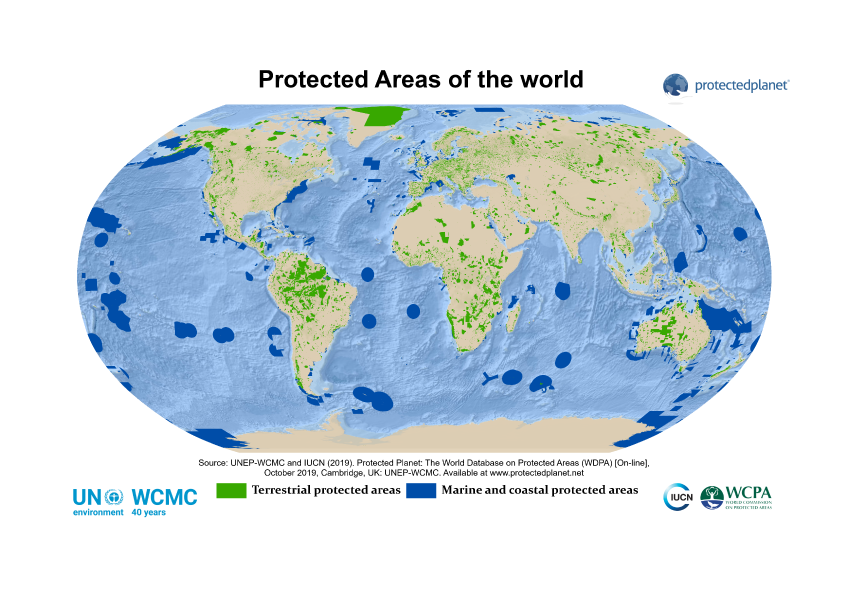 Protected Areas of the world
protectedplanet
Source: UNEP-WCMC and IUCN (2019). Protected Planet: The World Database on Protected Areas (WDPA) [On-line],
October 2019, Cambridge, UK: UNEP-WCMC. Available at www.protectedplanet.net
UN WCMC
environment 40 years
Terrestrial protected areas
Marine and coastal protected areas
IUCN
WCPA
WORLD COMMISSION
ON PROTECTED AREAS